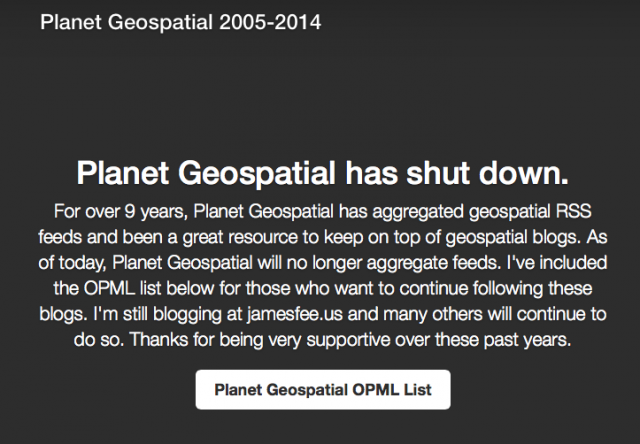 Planet Geospatial 2005-2014
Planet Geospatial has shut down.
For over 9 years, Planet Geospatial has aggregated geospatial RSS
feeds and been a great resource to keep on top of geospatial blogs. As
of today, Planet Geospatial will no longer aggregate feeds. I've included
the OPML list below for those who want to continue following these
blogs. I'm still blogging at jamesfee.us and many others will continue to
do so. Thanks for being very supportive over these past years.
Planet Geospatial OPML List